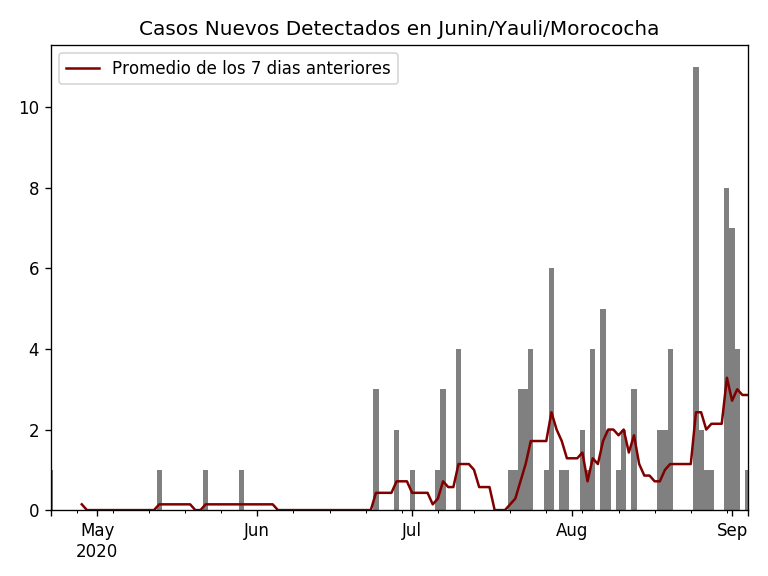 Casos Nuevos Detectados en Junin/Yauli/Morococha
Promedio de los 7 dias anteriores
10
8
6
4
2
0
May Jun Jul Aug Sep
2020